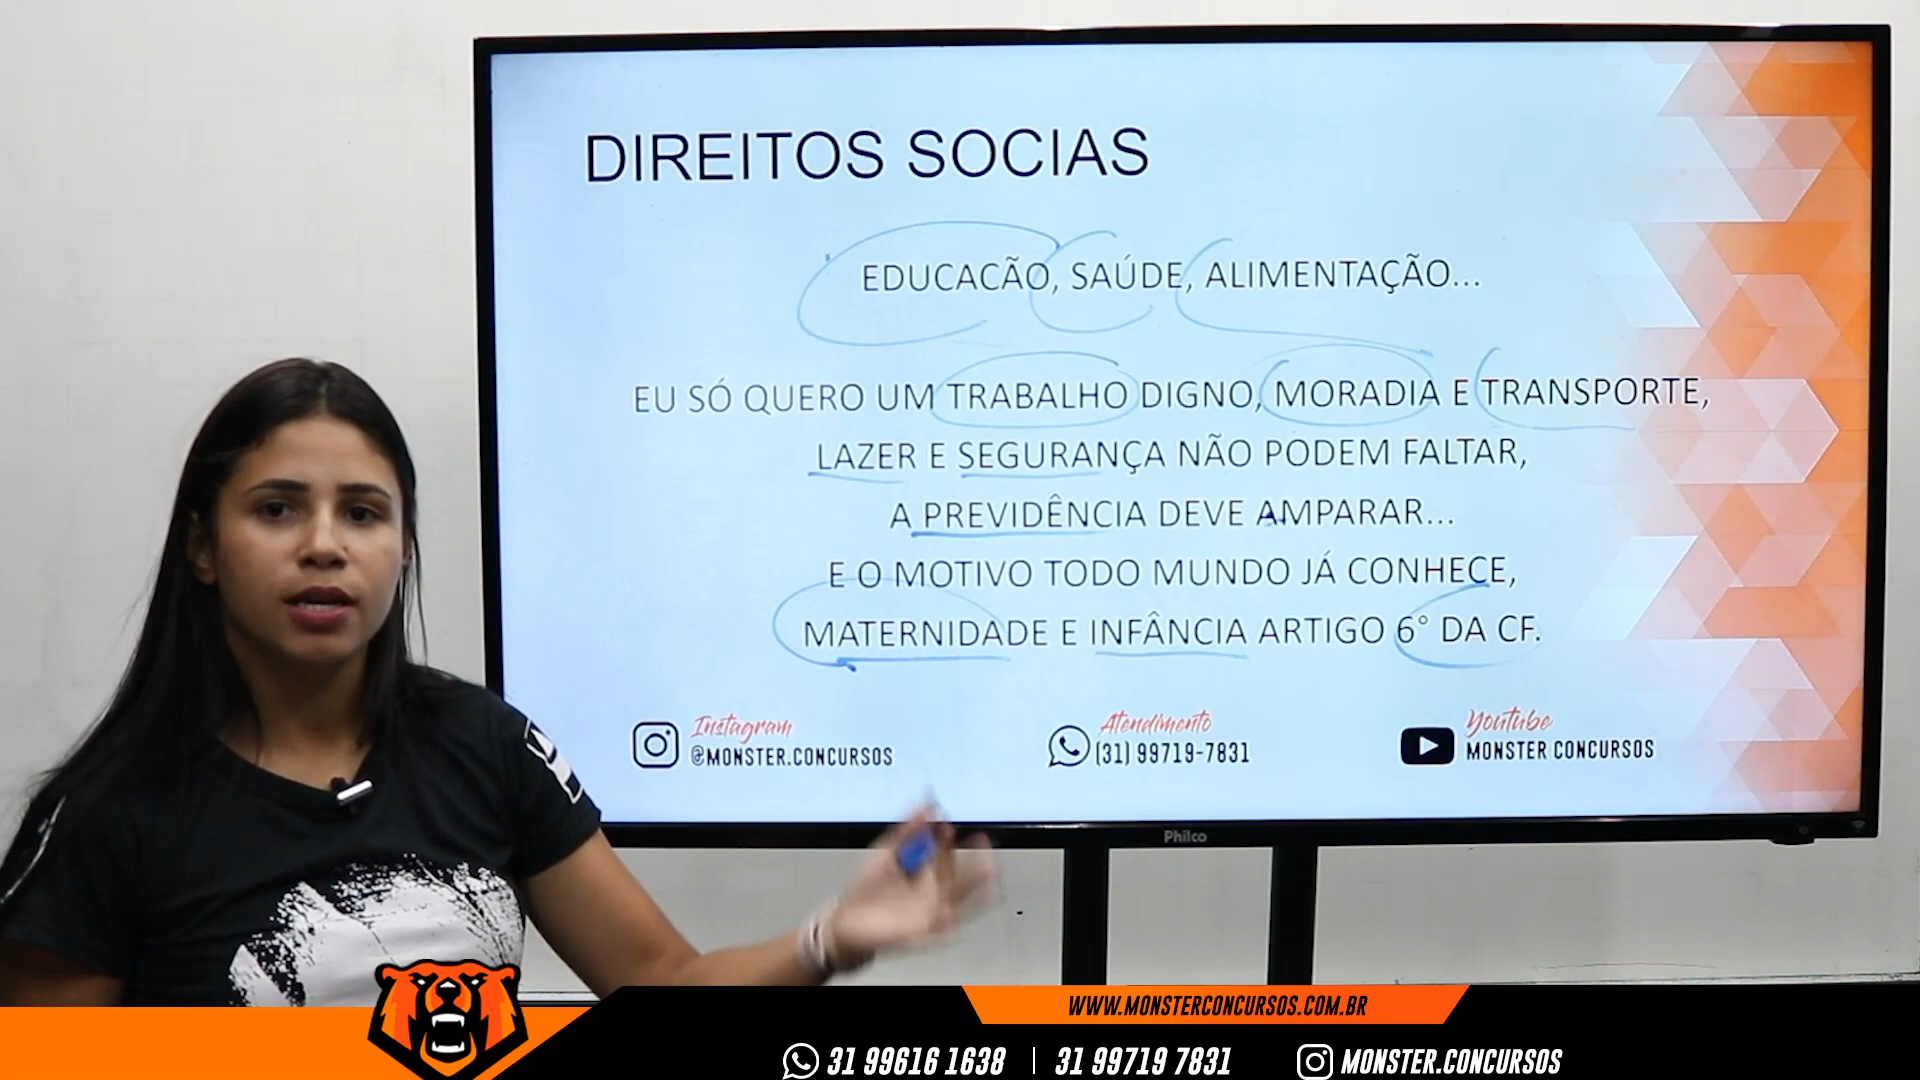 DIREITOS SOCIAS
EDUCACÃO, SAÚDE, ALIMENTAÇÃO...
EU SÓ QUERO UM TRABALHO DIGNO, MORADIA E TRANSPORTE,
LAZER E SEGURANÇA NÃO PODEM FALTAR,
A PREVIDÊNCIA DEVE AMPARAR...
E O MOTIVO TODO MUNDO JÁ CONHECE,
MATERNIDADE E INFÂNCIA ARTIGO 6° DA CF.
Instagram
@MONSTER.CONCURSOS
Atendimento
(31) 99719-7831
Youtube
MONSTER CONCURSOS
Philco
WWW.MONSTERCONCURSOS.COM.BR
31 99616 1638 | 31 99719 7831 MONSTER.CONCURSOS